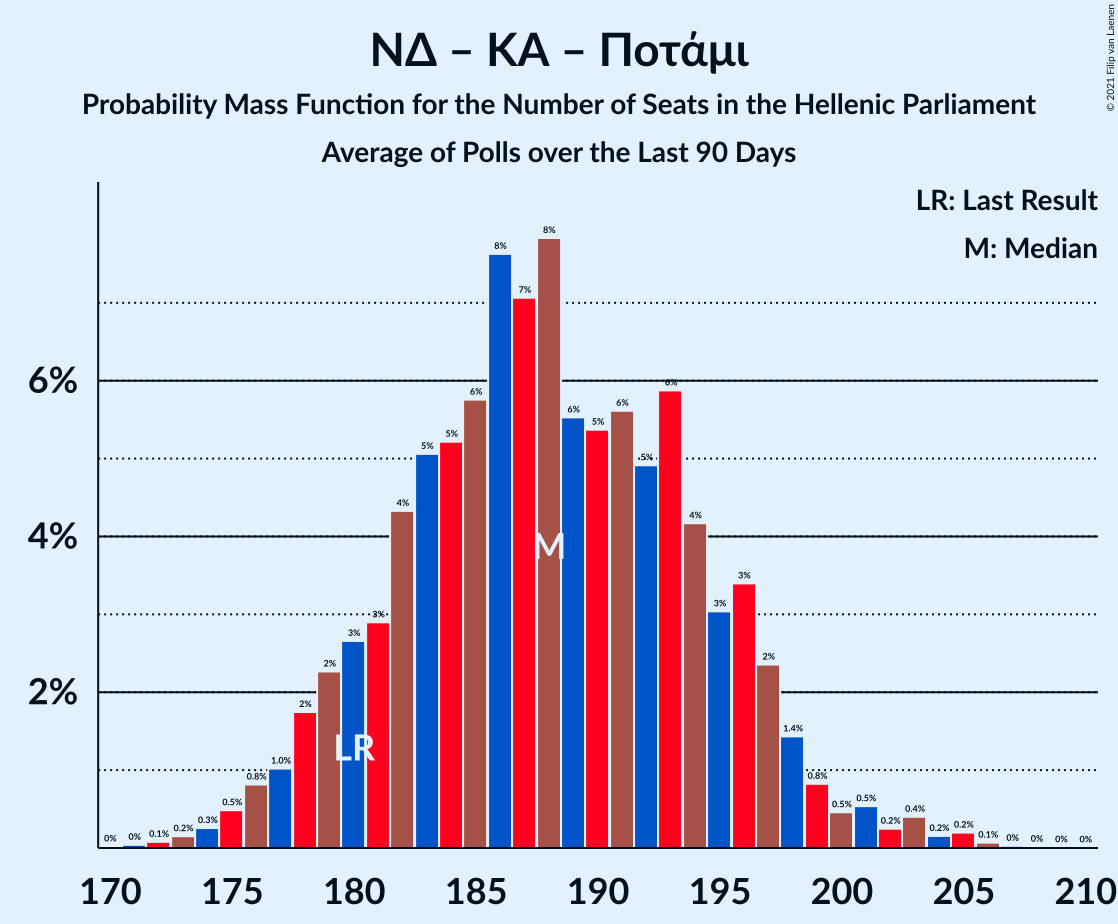 ΝΔ – ΚΑ – Ποτάμι
Probability Mass Function for the Number of Seats in the Hellenic Parliament
Average of Polls over the Last 90 Days
© 2021 Filip van Laenen
LR: Last Result
M: Median
6%
4%
2%
0% 0% 0.1% 0.2% 0.3% 0.5% 0.8% 1.0% 2% 2% 3% 3% 4% 5% 5% 6% 8% 7% 8% 6% 5% 6% 5% 6% 4% 3% 3% 2% 1.4% 0.8% 0.5% 0.5% 0.2% 0.4% 0.2% 0.2% 0.1% 0% 0% 0% 0%
M
LR
170 175 180 185 190 195 200 205 210